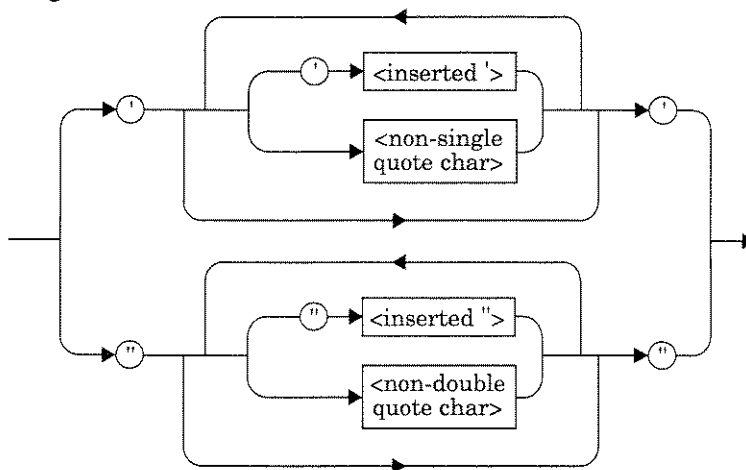 ' <inserted '>
' '
<non-single
quote char>
" <inserted ">
" "
<non-double
quote char>